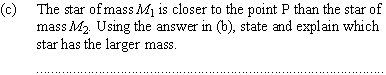 (c) The star of mass M₁ is closer to the point P than the star of
mass M₂. Using the answer in (b), state and explain which
star has the larger mass.